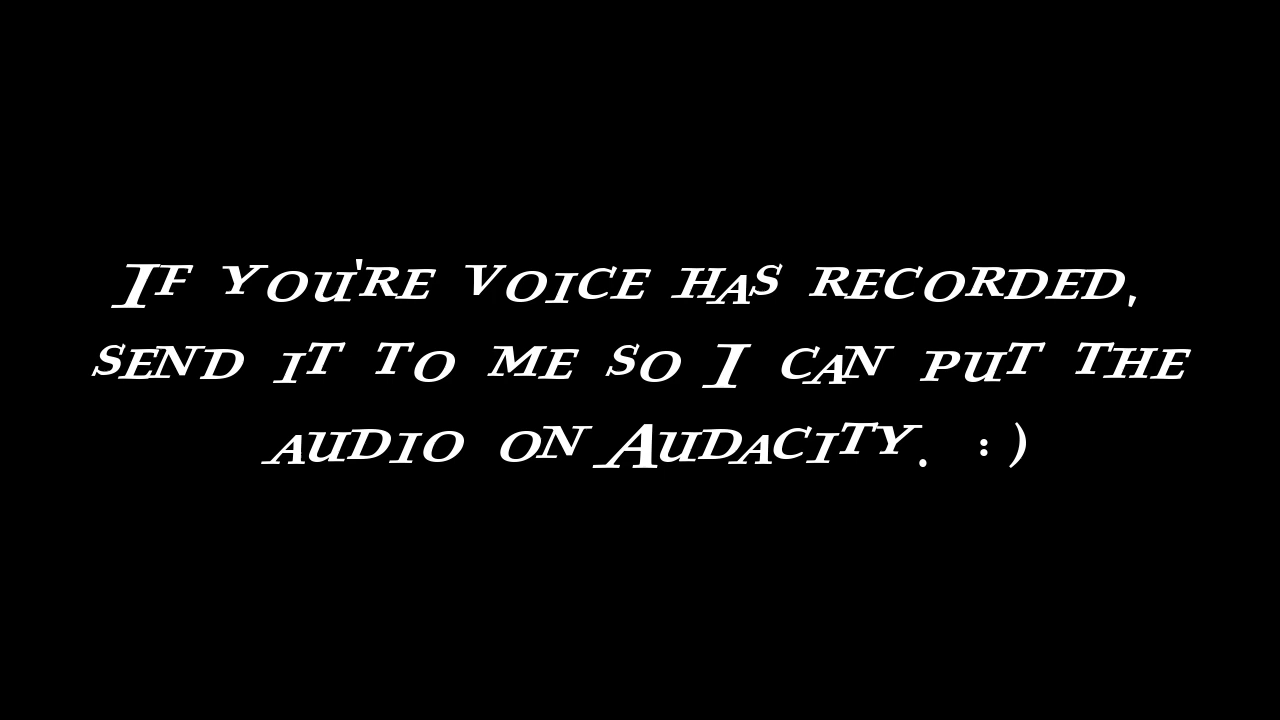 If you're voice has recorded,
send it to me so I can put the
audio on Audacity. :)